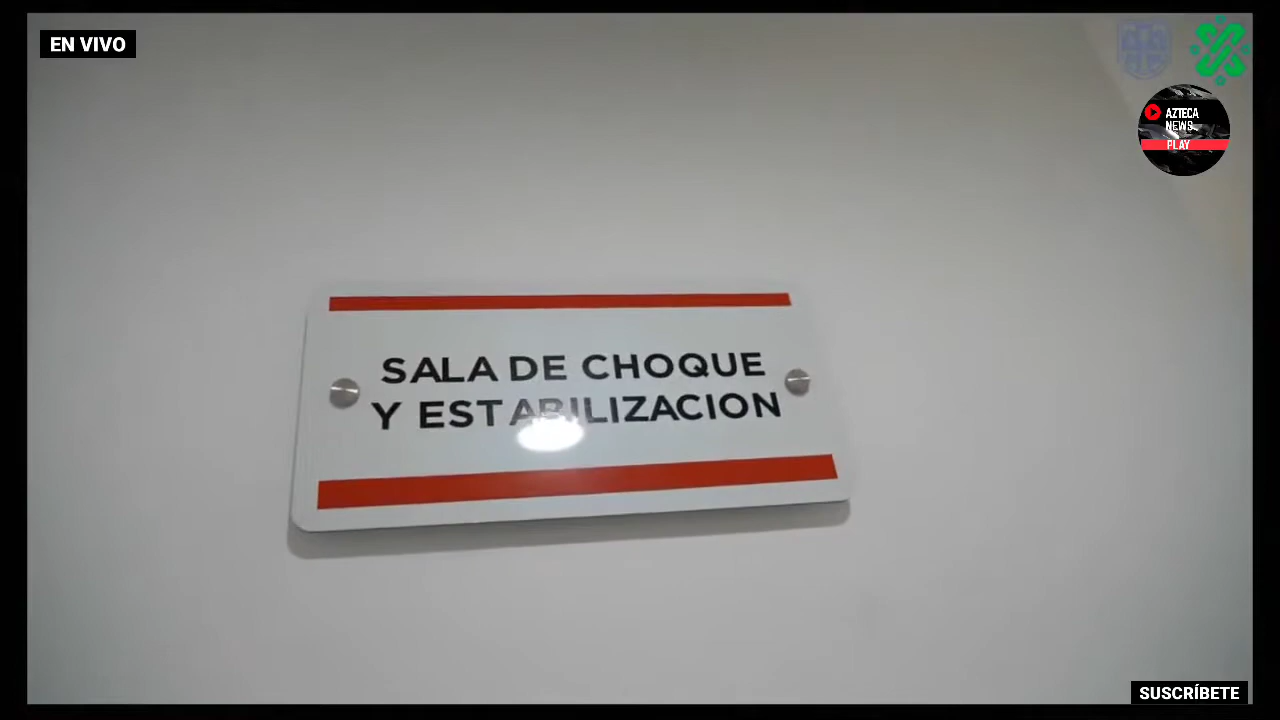 EN VIVO
AZTECA
NEWS
PLAY
SALA DE CHOQUE
Y ESTABILIZACION
SUSCRÍBETE